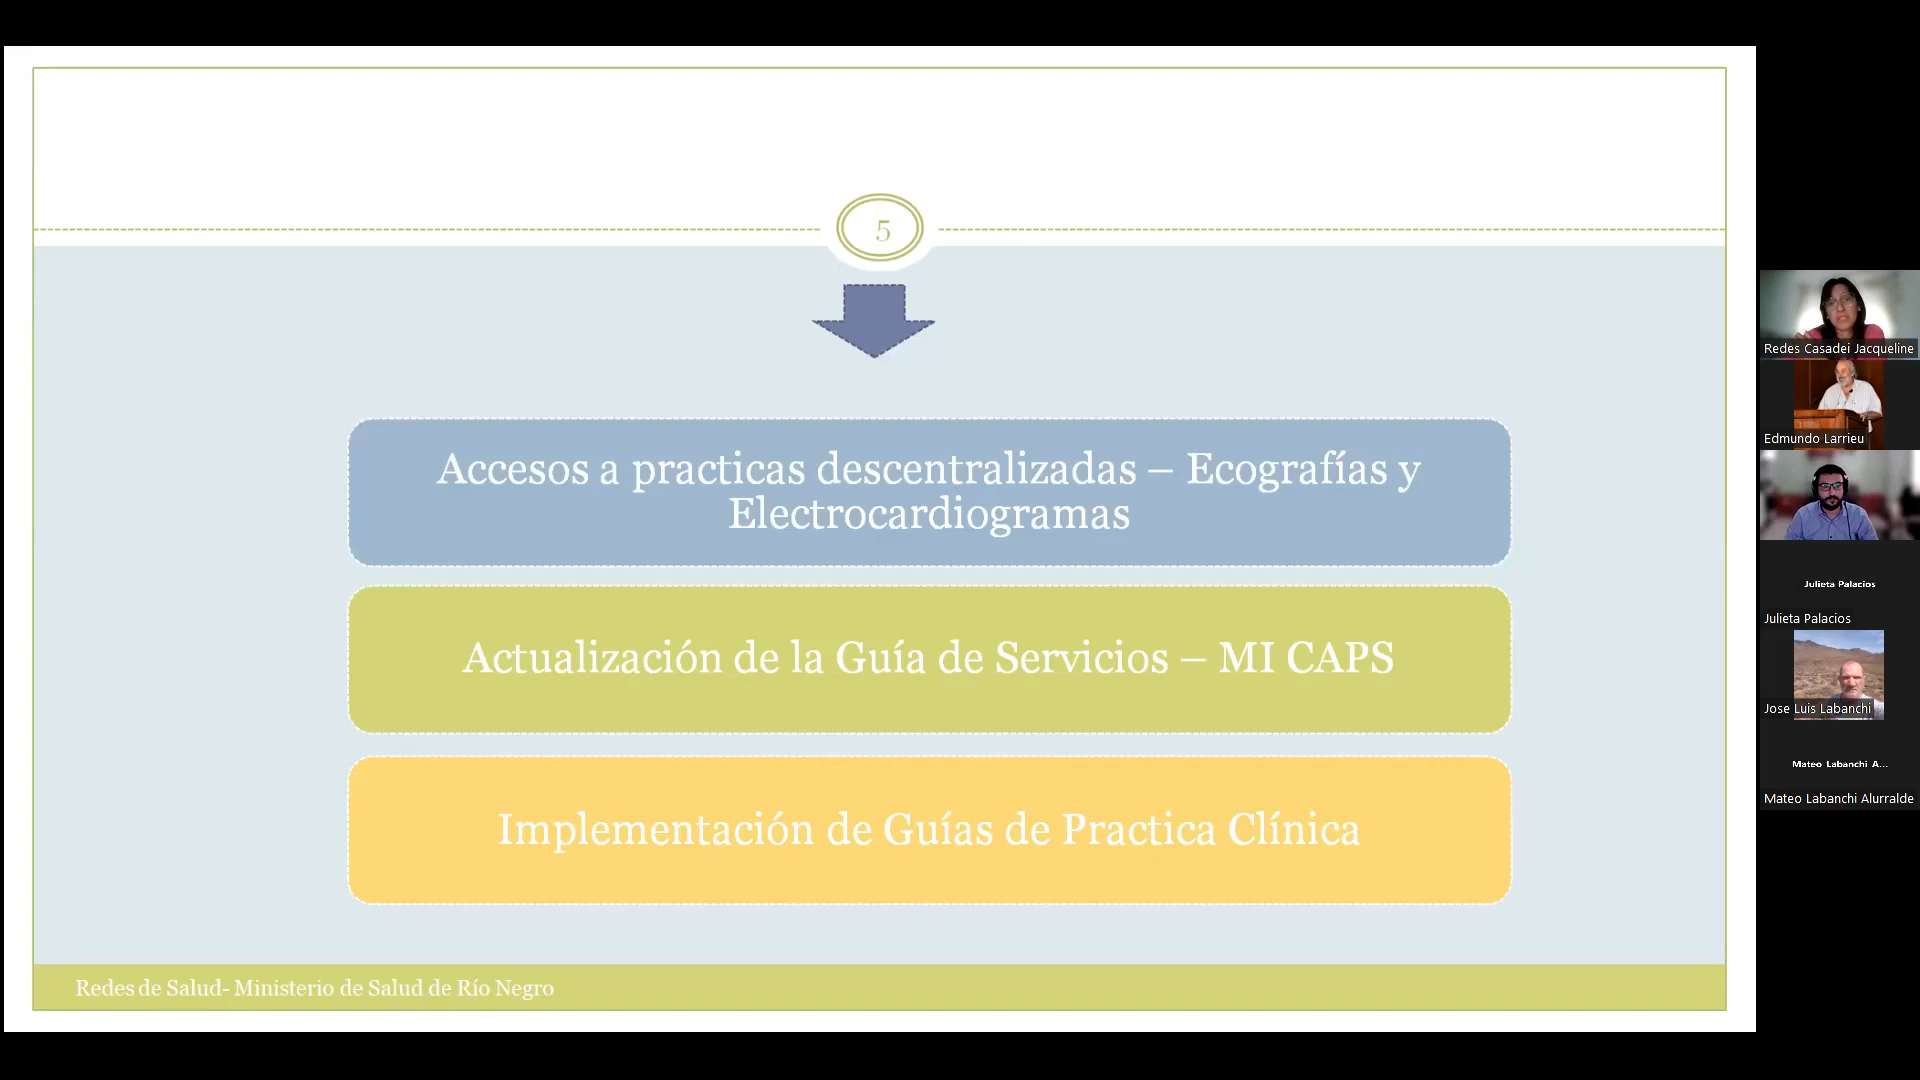 5
Accesos a practicas descentralizadas – Ecografías y
Electrocardiogramas
Actualización de la Guía de Servicios – MI CAPS
Implementación de Guías de Practica Clínica
Redes de Salud- Ministerio de Salud de Río Negro
Redes Casadei Jacqueline
Edmundo Larrieu
Julieta Palacios
Julieta Palacios
Jose Luis Labanchi
Mateo Labanchi A...
Mateo Labanchi Alurralde